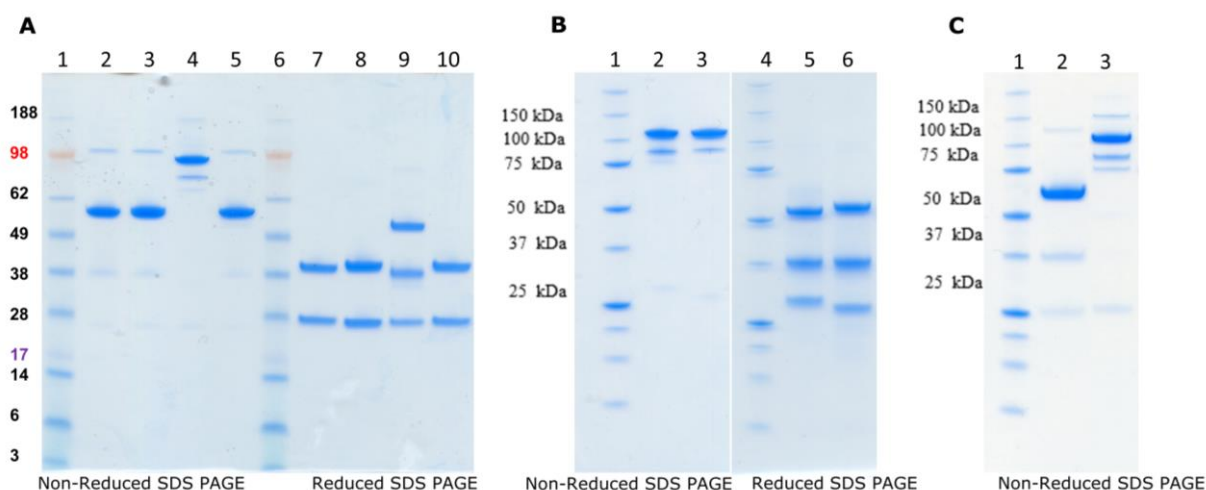 A
B
C
1 2 3 4 5 6 7 8 9 10
1 2 3 4 5 6
1 2 3
188
98
62
49
38
28
17
14
6
3
150 kDa
100 kDa
75 kDa
50 kDa
37 kDa
25 kDa
150 kDa
100 kDa
75 kDa
50 kDa
37 kDa
25 kDa
Non-Reduced SDS PAGE
Reduced SDS PAGE
Non-Reduced SDS PAGE
Reduced SDS PAGE
Non-Reduced SDS PAGE